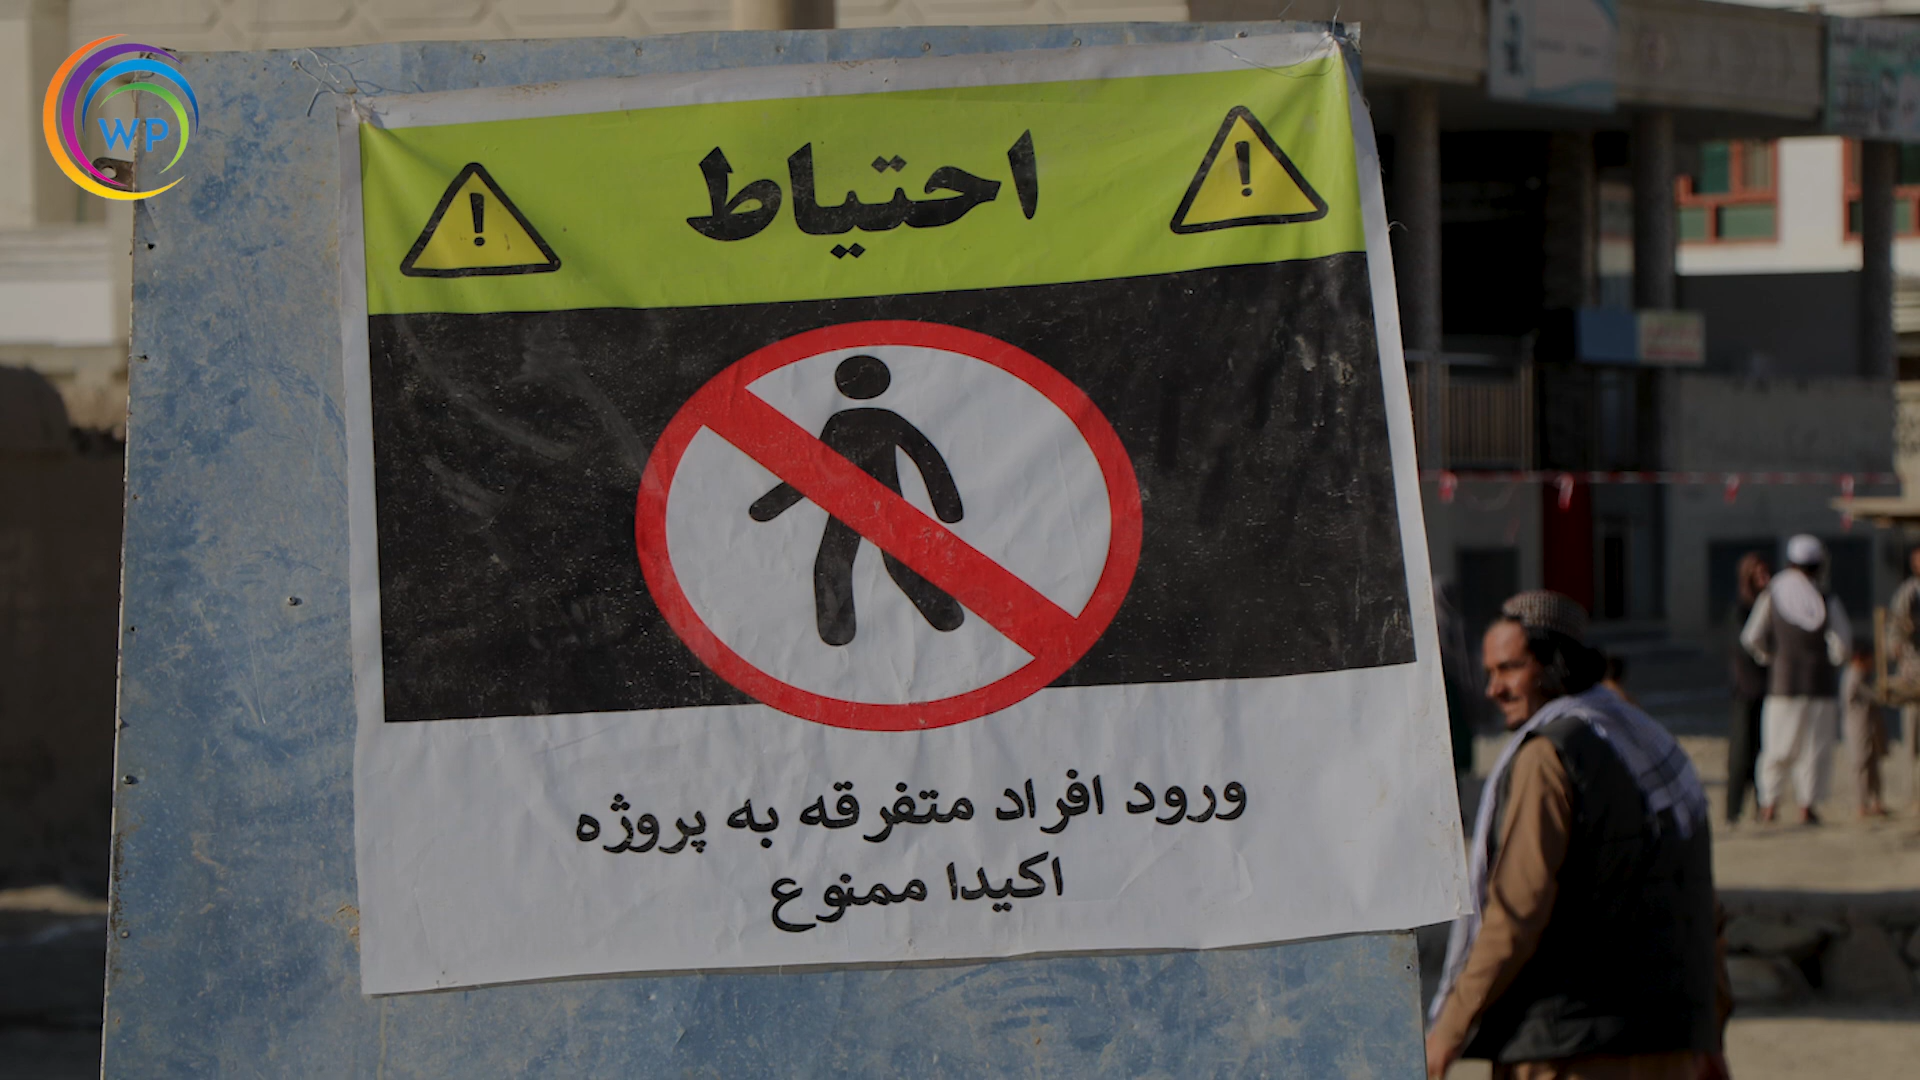 WP
احتیاط
ورود افراد متفرقه به پروژه
اکیدا ممنوع